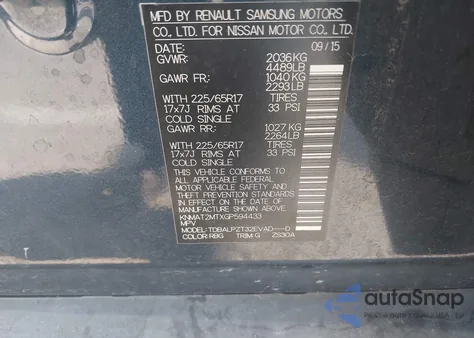 MFD BY RENAULT SAMSUNG MOTORS
CO., LTD. FOR NISSAN MOTOR CO., LTD.
DATE: 09/15
GVWR: 2036KG
4489LB
GAWR FR: 1040KG
2293LB
WITH 225/65R17 TIRES
17x7J RIMS AT 33 PSI
COLD SINGLE
GAWR RR: 1027KG
2264LB
WITH 225/65R17 TIRES
17x7J RIMS AT 33 PSI
COLD SINGLE
THIS VEHICLE CONFORMS TO
ALL APPLICABLE FEDERAL MOTOR
VEHICLE SAFETY AND
THEFT PREVENTION STANDARDS
IN EFFECT ON THE DATE OF
MANUFACTURE SHOWN ABOVE.
KNMAT2MTXGP594433
MPV
MODEL: TDBALPZT32EVAD---D
COLOR:RBG TRIM:G ZS30A
autoSnap